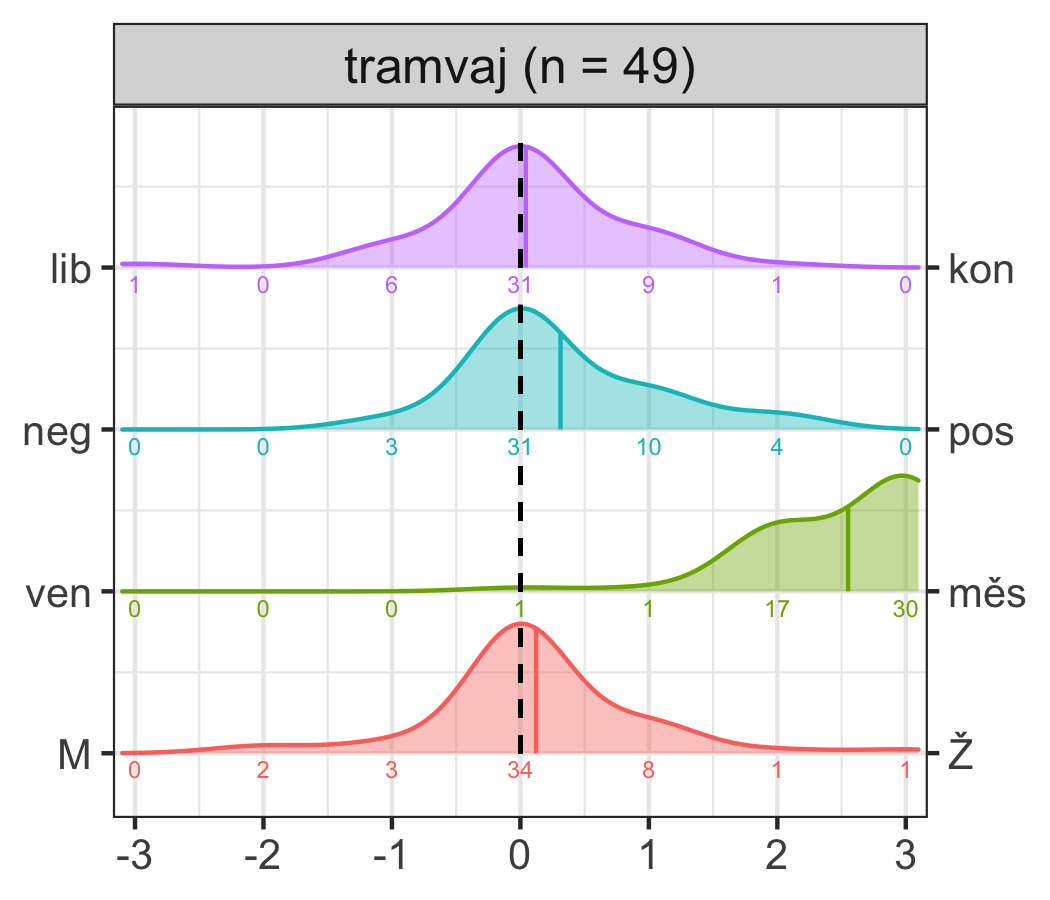 tramvaj (n = 49)
lib kon
1 0 6 31 9 1 0
neg pos
0 0 3 31 10 4 0
ven měs
0 0 0 1 1 17 30
M Ž
0 2 3 34 8 1 1
-3 -2 -1 0 1 2 3